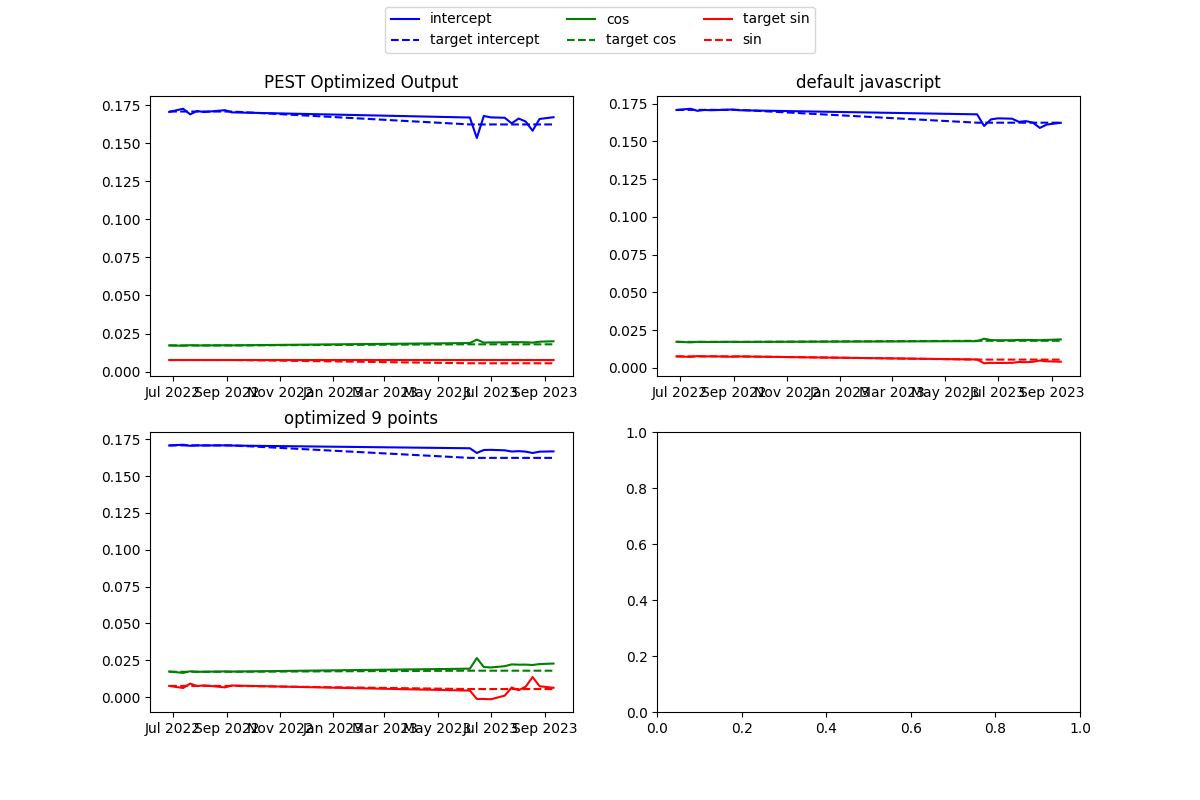 intercept cos target sin
target intercept target cos sin
PEST Optimized Output default javascript
0.175 0.175
0.150 0.150
0.125 0.125
0.100 0.100
0.075 0.075
0.050 0.050
0.025 0.025
0.000 0.000
Jul 2022 Sep 2022 Nov 2022 Jan 2023 Mar 2023 May 2023 Jul 2023 Sep 2023 Jul 2022 Sep 2022 Nov 2022 Jan 2023 Mar 2023 May 2023 Jul 2023 Sep 2023
optimized 9 points
0.175 1.0
0.150 0.8
0.125
0.100 0.6
0.075 0.4
0.050
0.025 0.2
0.000 0.0
Jul 2022 Sep 2022 Nov 2022 Jan 2023 Mar 2023 May 2023 Jul 2023 Sep 2023 0.0 0.2 0.4 0.6 0.8 1.0